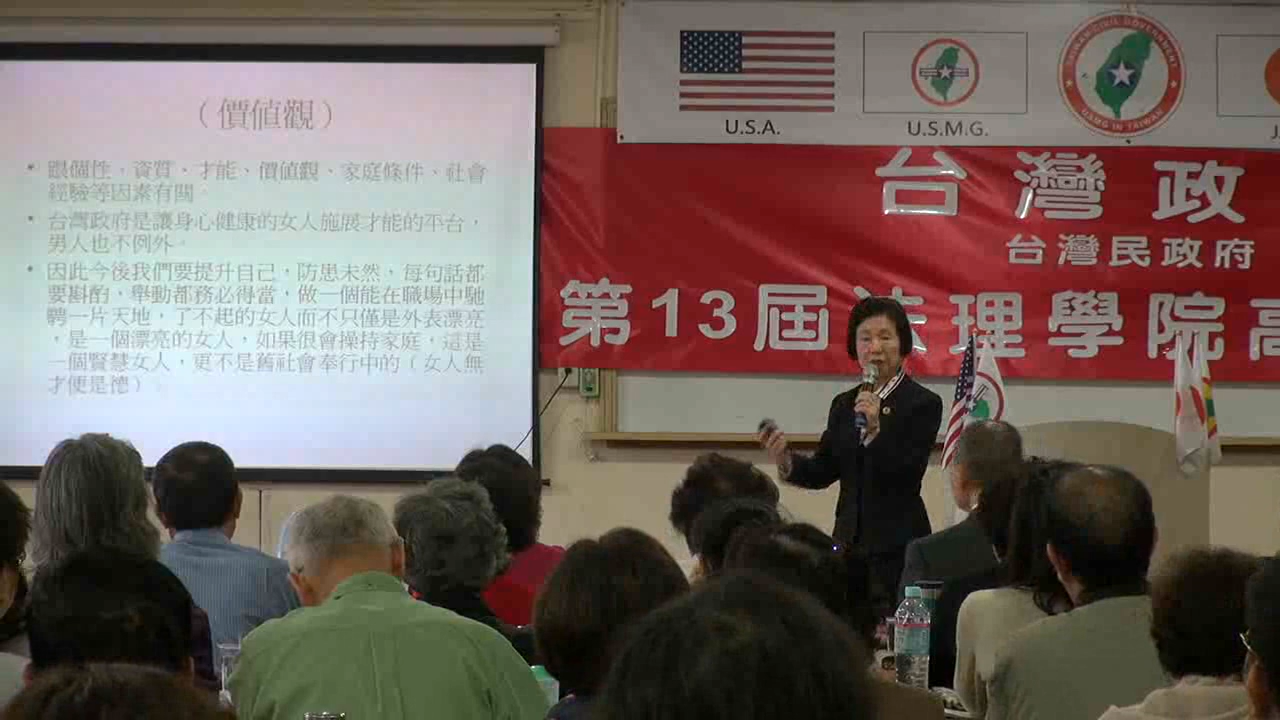 （價值觀）
• 跟個性，資質，才能、價值觀、家庭條件、社會
經驗等因素有關。
• 台灣政府是讓身心健康的女人施展才能的平台，
男人也不例外。
• 因此今後我們要提升自己，防患未然，每句話都
要斟酌，舉動都務必得當，做一個能在職場中馳
騁一片天地，了不起的女人而不只僅是外表漂亮
，是一個漂亮的女人，如果很會操持家庭，這是
一個賢慧女人，更不是舊社會奉行中的（女人無
才便是德）
U.S.A.
U.S.M.G.
TAIWAN CIVIL GOVERNMENT
USMG IN TAIWAN
J.
台灣政
台灣民政府
第13屆法理學院高